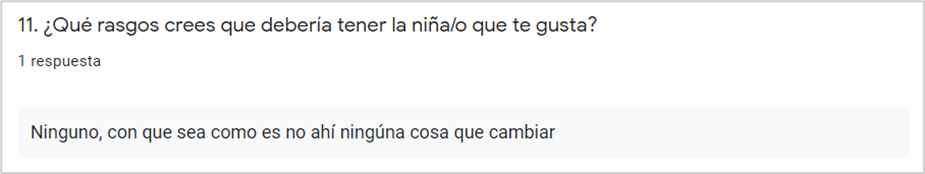 11. ¿Qué rasgos crees que debería tener la niña/o que te gusta?
1 respuesta
Ninguno, con que sea como es no ahí ningúna cosa que cambiar